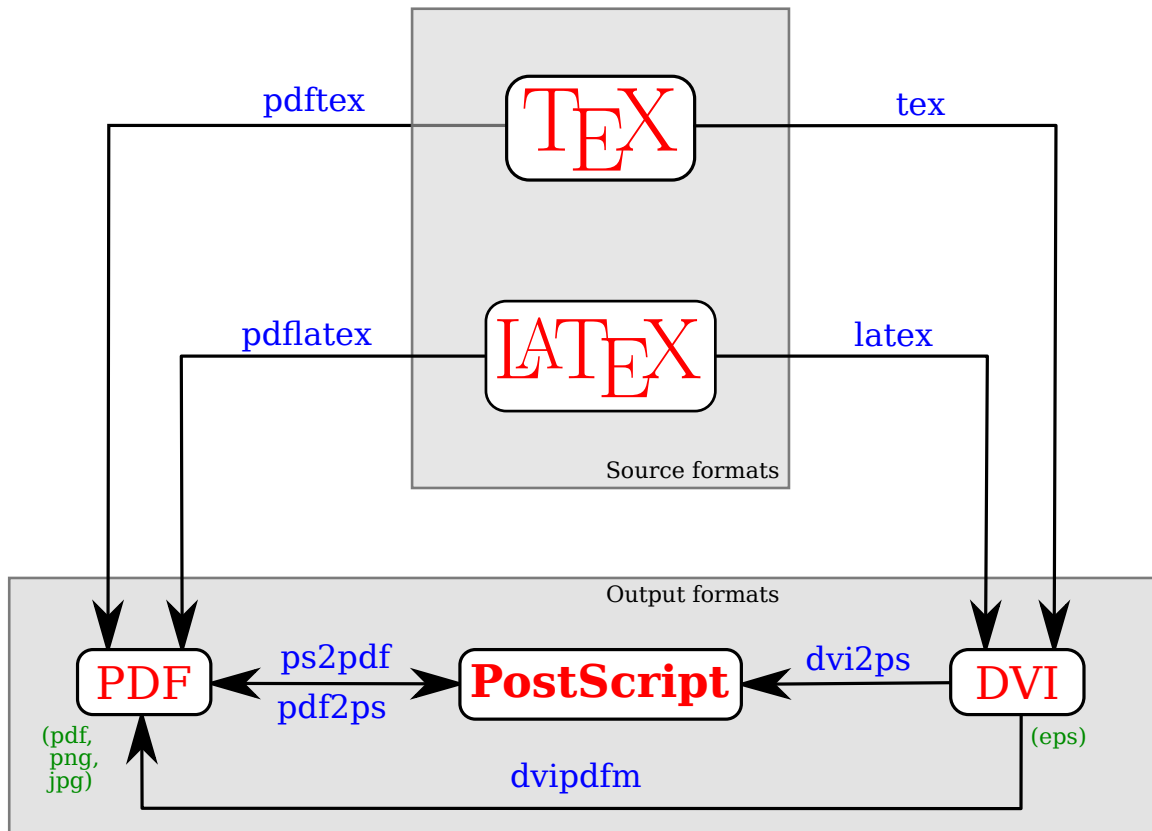 pdftex
TEX
tex
pdflatex
LATEX
latex
Source formats
Output formats
PDF
ps2pdf
pdf2ps
PostScript
dvi2ps
DVI
(pdf,
png,
jpg)
(eps)
dvipdfm